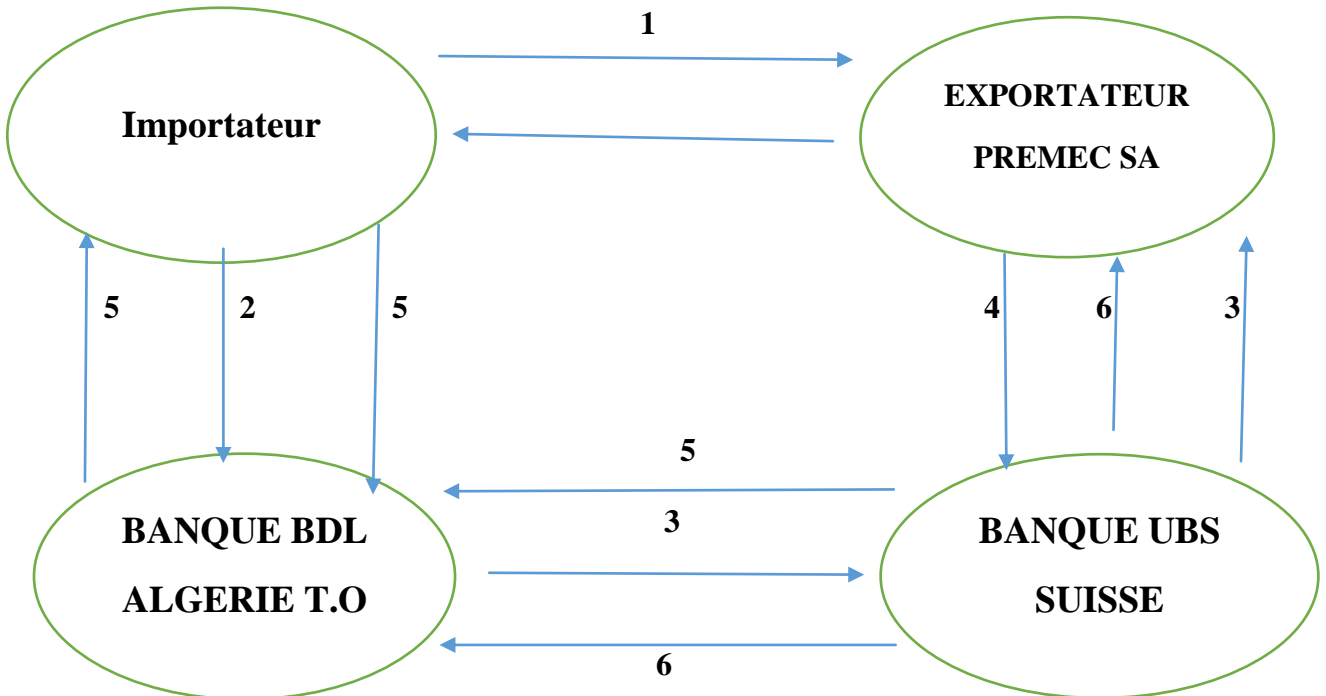 1
Importateur
EXPORTATEUR
PREMEC SA
5
2
5
4
6
3
5
3
BANQUE BDL
ALGERIE T.O
BANQUE UBS
SUISSE
6